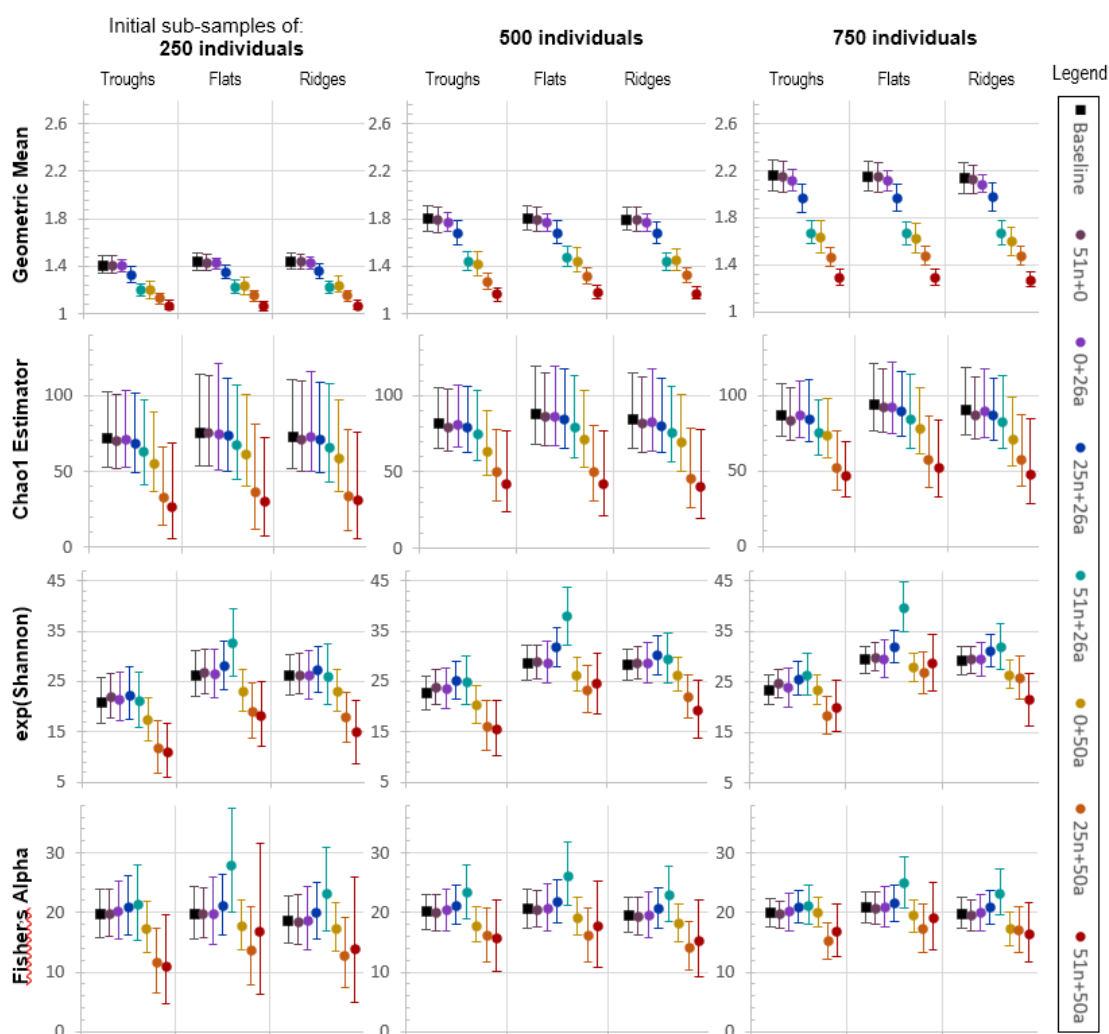 Initial sub-samples of:
250 individuals
500 individuals
750 individuals
Troughs Flats Ridges
Troughs Flats Ridges
Troughs Flats Ridges
Legend
Baseline
51n+0
0+26a
25n+26a
51n+26a
0+50a
25n+50a
51n+50a
Geometric Mean
2.6
2.2
1.8
1.4
1
2.6
2.2
1.8
1.4
1
2.6
2.2
1.8
1.4
1
Chao1 Estimator
100
50
0
100
50
0
100
50
0
exp(Shannon)
45
35
25
15
5
45
35
25
15
5
45
35
25
15
5
Fishers Alpha
30
20
10
0
30
20
10
0
30
20
10
0